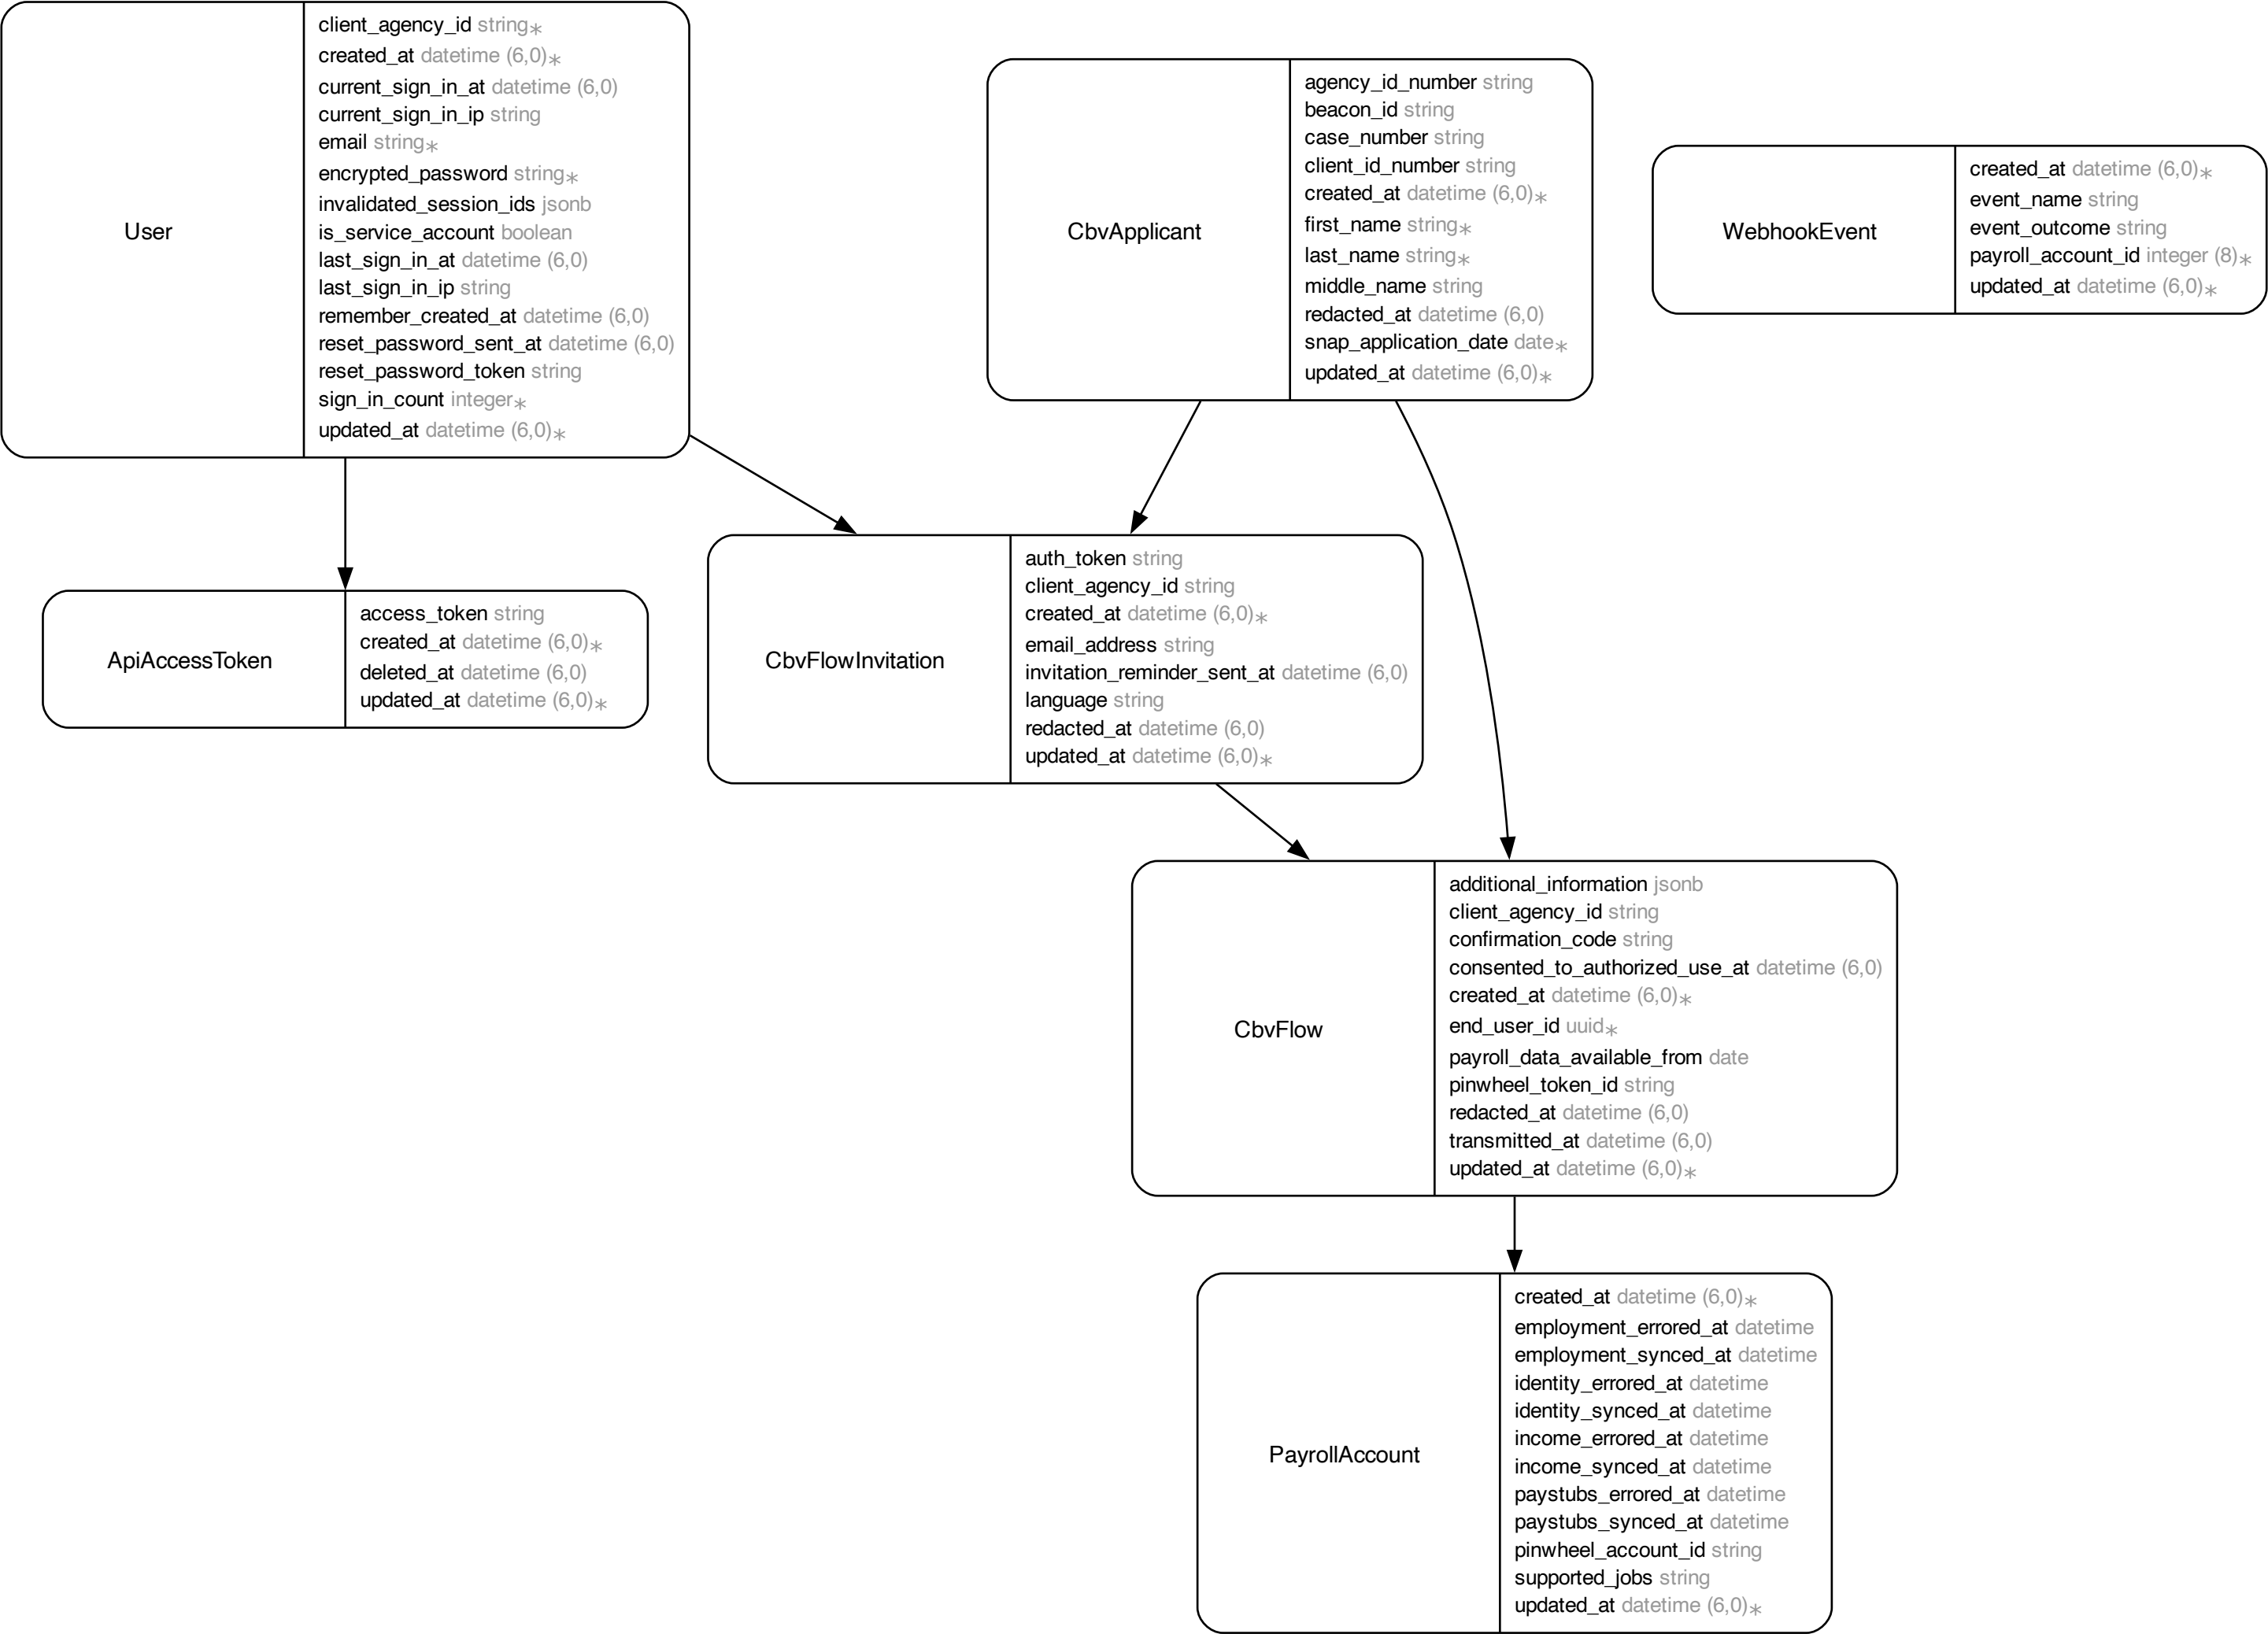 User
client_agency_id string*
created_at datetime (6,0)*
current_sign_in_at datetime (6,0)
current_sign_in_ip string
email string*
encrypted_password string*
invalidated_session_ids jsonb
is_service_account boolean
last_sign_in_at datetime (6,0)
last_sign_in_ip string
remember_created_at datetime (6,0)
reset_password_sent_at datetime (6,0)
reset_password_token string
sign_in_count integer*
updated_at datetime (6,0)*
CbvApplicant
agency_id_number string
beacon_id string
case_number string
client_id_number string
created_at datetime (6,0)*
first_name string*
last_name string*
middle_name string
redacted_at datetime (6,0)
snap_application_date date*
updated_at datetime (6,0)*
WebhookEvent
created_at datetime (6,0)*
event_name string
event_outcome string
payroll_account_id integer (8)*
updated_at datetime (6,0)*
ApiAccessToken
access_token string
created_at datetime (6,0)*
deleted_at datetime (6,0)
updated_at datetime (6,0)*
CbvFlowInvitation
auth_token string
client_agency_id string
created_at datetime (6,0)*
email_address string
invitation_reminder_sent_at datetime (6,0)
language string
redacted_at datetime (6,0)
updated_at datetime (6,0)*
CbvFlow
additional_information jsonb
client_agency_id string
confirmation_code string
consented_to_authorized_use_at datetime (6,0)
created_at datetime (6,0)*
end_user_id uuid*
payroll_data_available_from date
pinwheel_token_id string
redacted_at datetime (6,0)
transmitted_at datetime (6,0)
updated_at datetime (6,0)*
PayrollAccount
created_at datetime (6,0)*
employment_errored_at datetime
employment_synced_at datetime
identity_errored_at datetime
identity_synced_at datetime
income_errored_at datetime
income_synced_at datetime
paystubs_errored_at datetime
paystubs_synced_at datetime
pinwheel_account_id string
supported_jobs string
updated_at datetime (6,0)*